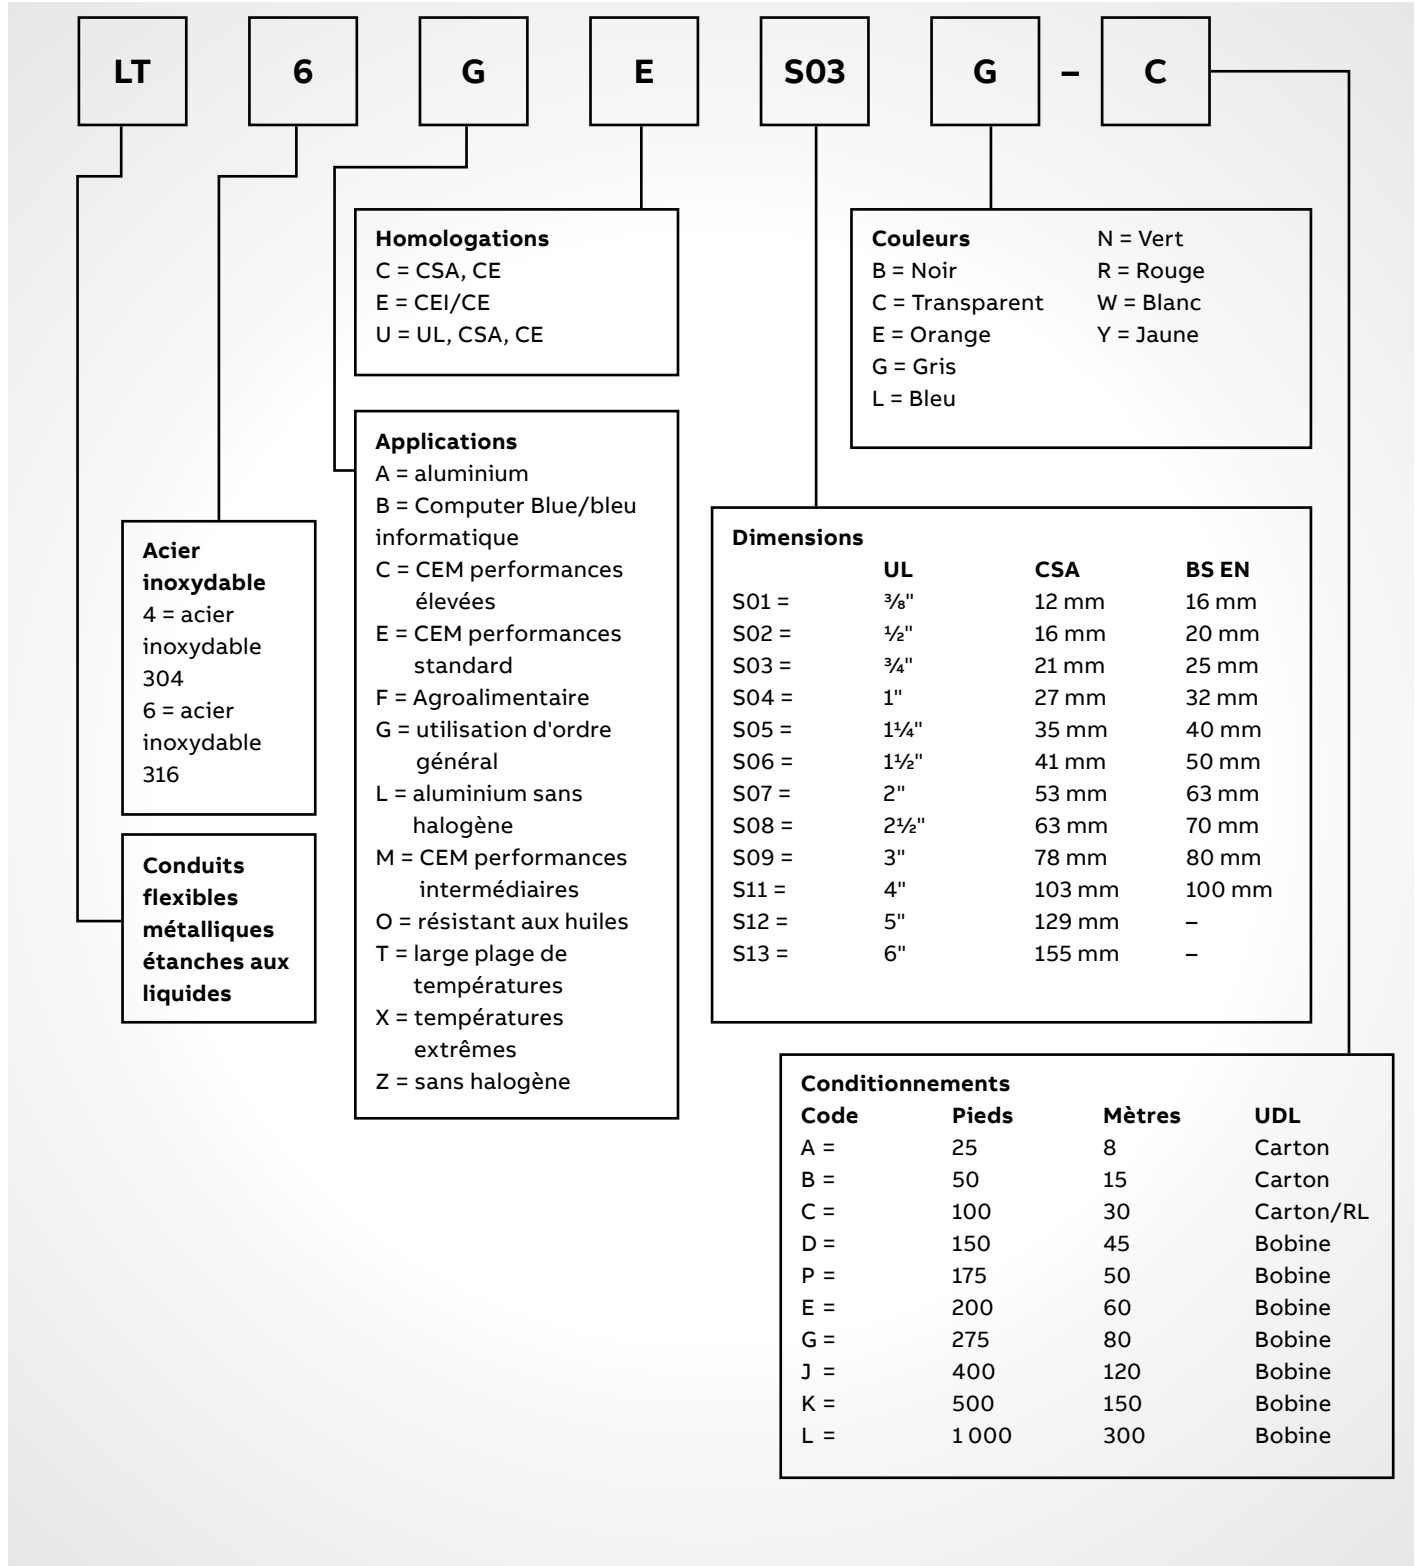 LT 6 G E S03 G – C
Homologations
C = CSA, CE
E = CEI/CE
U = UL, CSA, CE
Couleurs
B = Noir
C = Transparent
E = Orange
G = Gris
L = Bleu
N = Vert
R = Rouge
W = Blanc
Y = Jaune
Applications
A = aluminium
B = Computer Blue/bleu
informatique
C = CEM performances
élevées
E = CEM performances
standard
F = Agroalimentaire
G = utilisation d'ordre
général
L = aluminium sans
halogène
M = CEM performances
intermédiaires
O = résistant aux huiles
T = large plage de
températures
X = températures
extrêmes
Z = sans halogène
Acier
inoxydable
4 = acier
inoxydable
304
6 = acier
inoxydable
316
Conduits
flexibles
métalliques
étanches aux
liquides
Dimensions
UL CSA BS EN
S01 = ⅜" 12 mm 16 mm
S02 = ½" 16 mm 20 mm
S03 = ¾" 21 mm 25 mm
S04 = 1" 27 mm 32 mm
S05 = 1¼" 35 mm 40 mm
S06 = 1½" 41 mm 50 mm
S07 = 2" 53 mm 63 mm
S08 = 2½" 63 mm 70 mm
S09 = 3" 78 mm 80 mm
S11 = 4" 103 mm 100 mm
S12 = 5" 129 mm –
S13 = 6" 155 mm –
Conditionnements
Code Pieds Mètres UDL
A = 25 8 Carton
B = 50 15 Carton
C = 100 30 Carton/RL
D = 150 45 Bobine
P = 175 50 Bobine
E = 200 60 Bobine
G = 275 80 Bobine
J = 400 120 Bobine
K = 500 150 Bobine
L = 1 000 300 Bobine